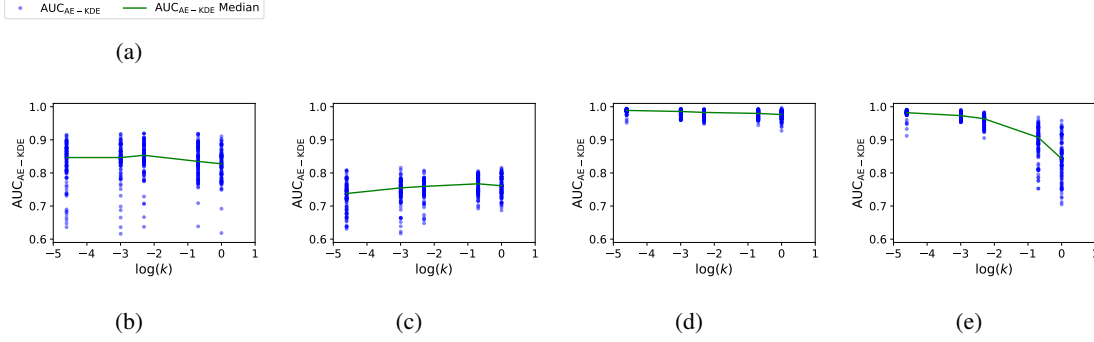 AUC_AE−KDE AUC_AE−KDE Median
(a)
1.0 1.0 1.0 1.0
0.9 0.9 0.9 0.9
0.8 0.8 0.8 0.8
0.7 0.7 0.7 0.7
0.6 0.6 0.6 0.6
AUC_AE−KDE AUC_AE−KDE AUC_AE−KDE AUC_AE−KDE
−5 −4 −3 −2 −1 0 1 −5 −4 −3 −2 −1 0 1 −5 −4 −3 −2 −1 0 1 −5 −4 −3 −2 −1 0 1
log(k) log(k) log(k) log(k)
(b) (c) (d) (e)